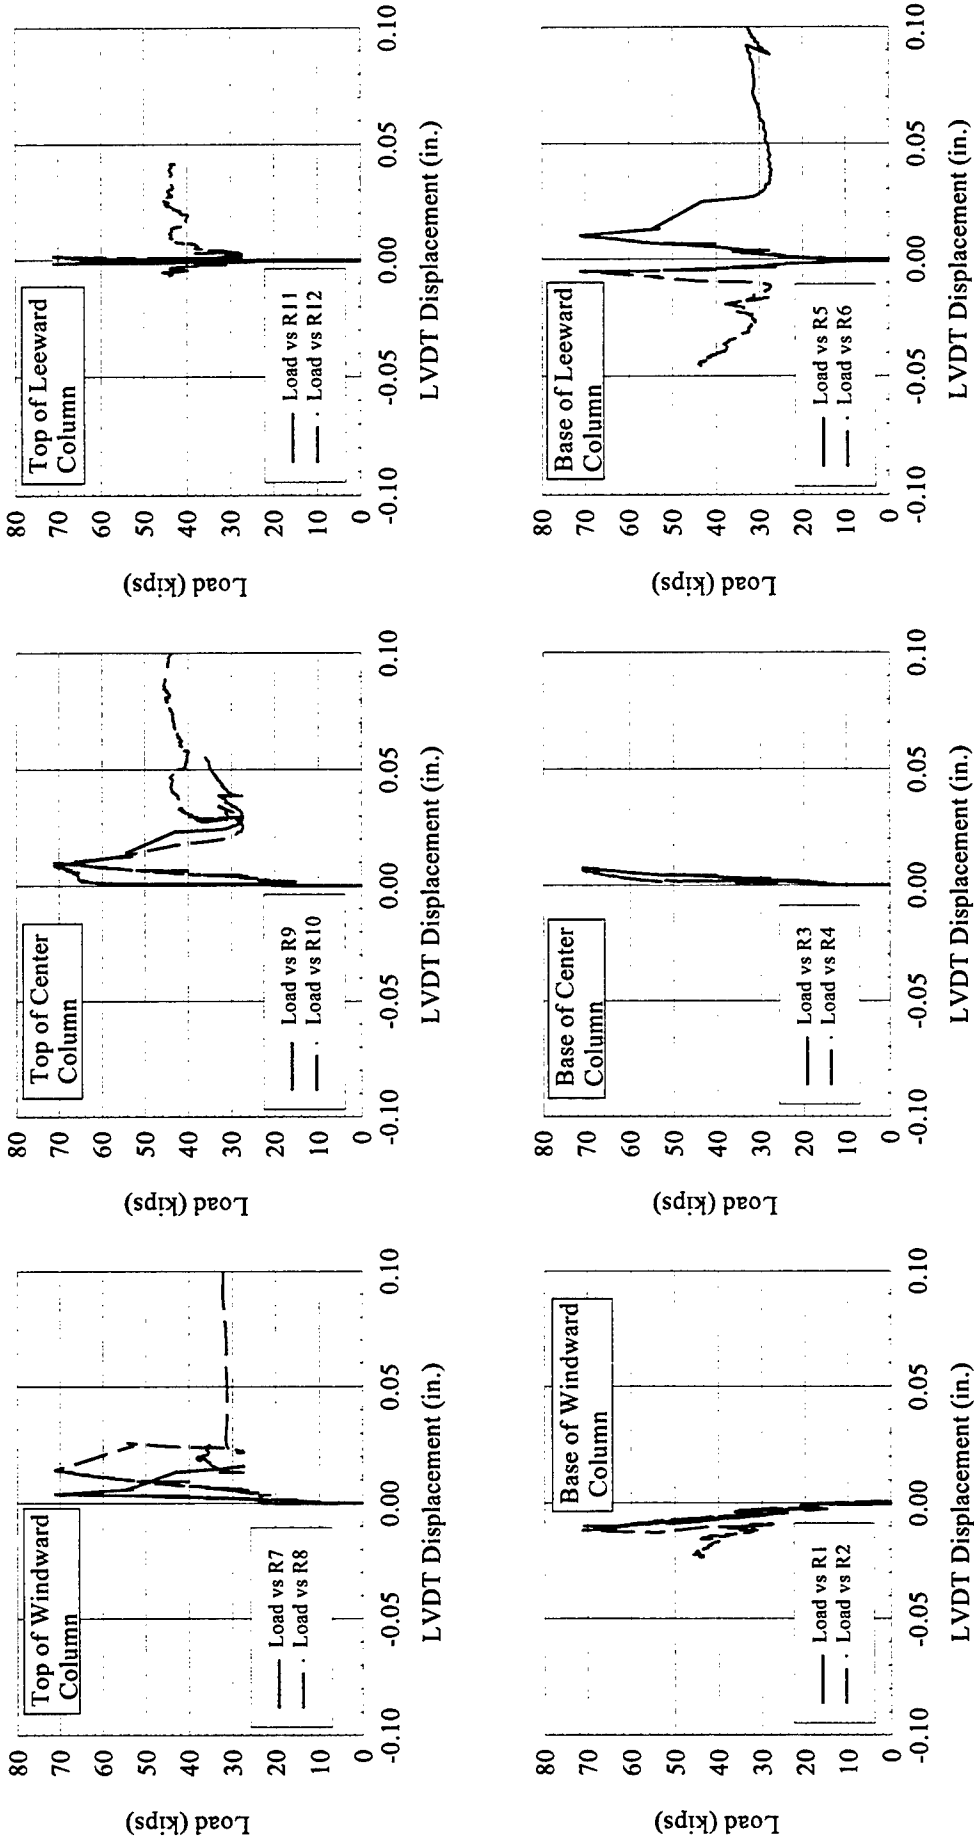 Top of Windward
Column
80
70
60
50
40
30
20
10
0
Load (kips)
Load vs R7
Load vs R8
-0.10
-0.05
0.00
0.05
0.10
LVDT Displacement (in.)
Top of Center
Column
80
70
60
50
40
30
20
10
0
Load (kips)
Load vs R9
Load vs R10
-0.10
-0.05
0.00
0.05
0.10
LVDT Displacement (in.)
Top of Leeward
Column
80
70
60
50
40
30
20
10
0
Load (kips)
Load vs R11
Load vs R12
-0.10
-0.05
0.00
0.05
0.10
LVDT Displacement (in.)
Base of Windward
Column
80
70
60
50
40
30
20
10
0
Load (kips)
Load vs R1
Load vs R2
-0.10
-0.05
0.00
0.05
0.10
LVDT Displacement (in.)
Base of Center
Column
80
70
60
50
40
30
20
10
0
Load (kips)
Load vs R3
Load vs R4
-0.10
-0.05
0.00
0.05
0.10
LVDT Displacement (in.)
Base of Leeward
Column
80
70
60
50
40
30
20
10
0
Load (kips)
Load vs R5
Load vs R6
-0.10
-0.05
0.00
0.05
0.10
LVDT Displacement (in.)